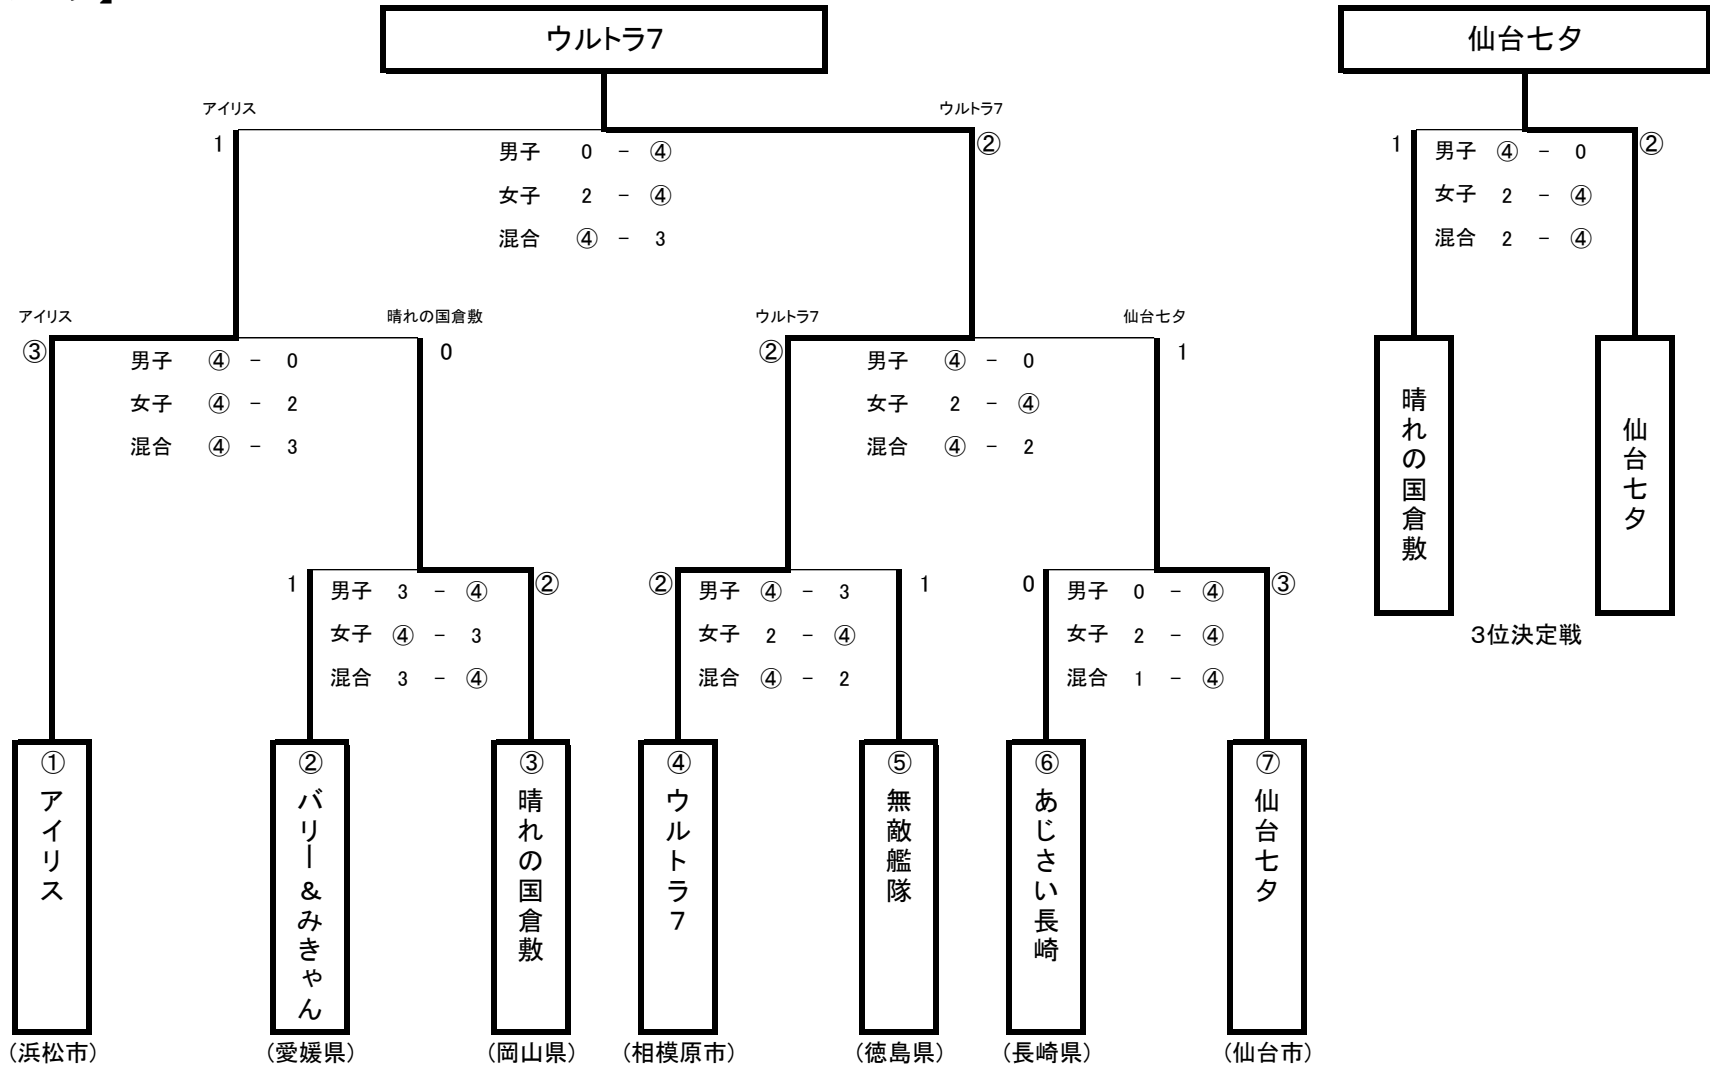 ウルトラ7
仙台七夕
アイリス
ウルトラ7
1
②
男子 0 - ④
女子 2 - ④
混合 ④ - 3
1
②
男子 ④ - 0
女子 2 - ④
混合 2 - ④
アイリス
晴れの国倉敷
③
0
男子 ④ - 0
女子 ④ - 2
混合 ④ - 3
ウルトラ7
仙台七夕
②
1
男子 ④ - 0
女子 2 - ④
混合 ④ - 2
晴れの国倉敷
仙台七夕
3位決定戦
1
②
男子 3 - ④
女子 ④ - 3
混合 3 - ④
②
1
男子 ④ - 3
女子 2 - ④
混合 ④ - 2
0
③
男子 0 - ④
女子 2 - ④
混合 1 - ④
①アイリス
②バリー&みきゃん
③晴れの国倉敷
④ウルトラ7
⑤無敵艦隊
⑥あじさい長崎
⑦仙台七夕
(浜松市)
(愛媛県)
(岡山県)
(相模原市)
(徳島県)
(長崎県)
(仙台市)